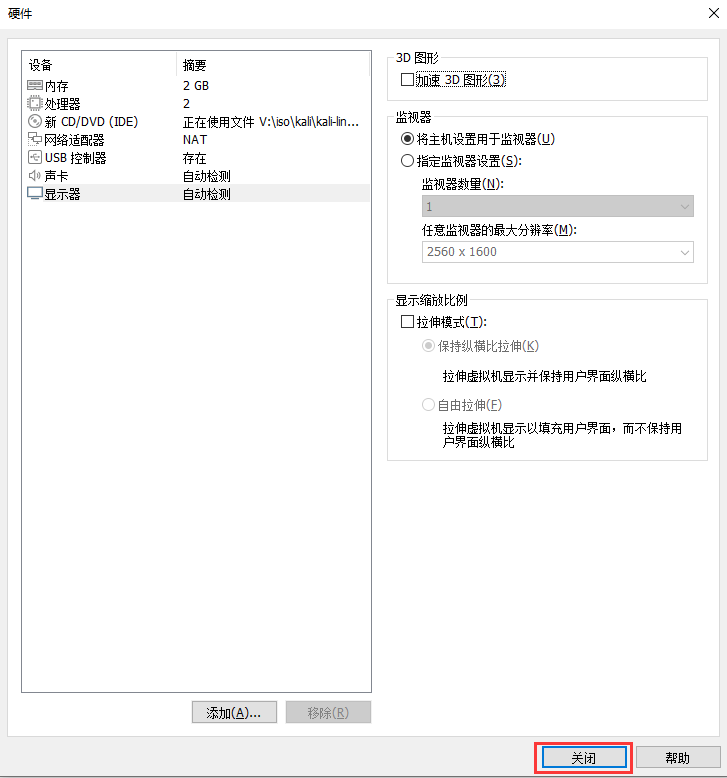 硬件
设备 摘要
内存 2 GB
处理器 2
新 CD/DVD (IDE) 正在使用文件 V:\iso\kali\kali-lin...
网络适配器 NAT
USB 控制器 存在
声卡 自动检测
显示器 自动检测
添加(A)... 移除(R)
3D 图形
加速 3D 图形(3)
监视器
将主机设置用于监视器(U)
指定监视器设置(S):
监视器数量(N):
1
任意监视器的最大分辨率(M):
2560 x 1600
显示缩放比例
拉伸模式(T):
保持纵横比拉伸(K)
拉伸虚拟机显示并保持用户界面纵横比
自由拉伸(F)
拉伸虚拟机显示以填充用户界面，而不保持用
户界面纵横比
关闭 帮助